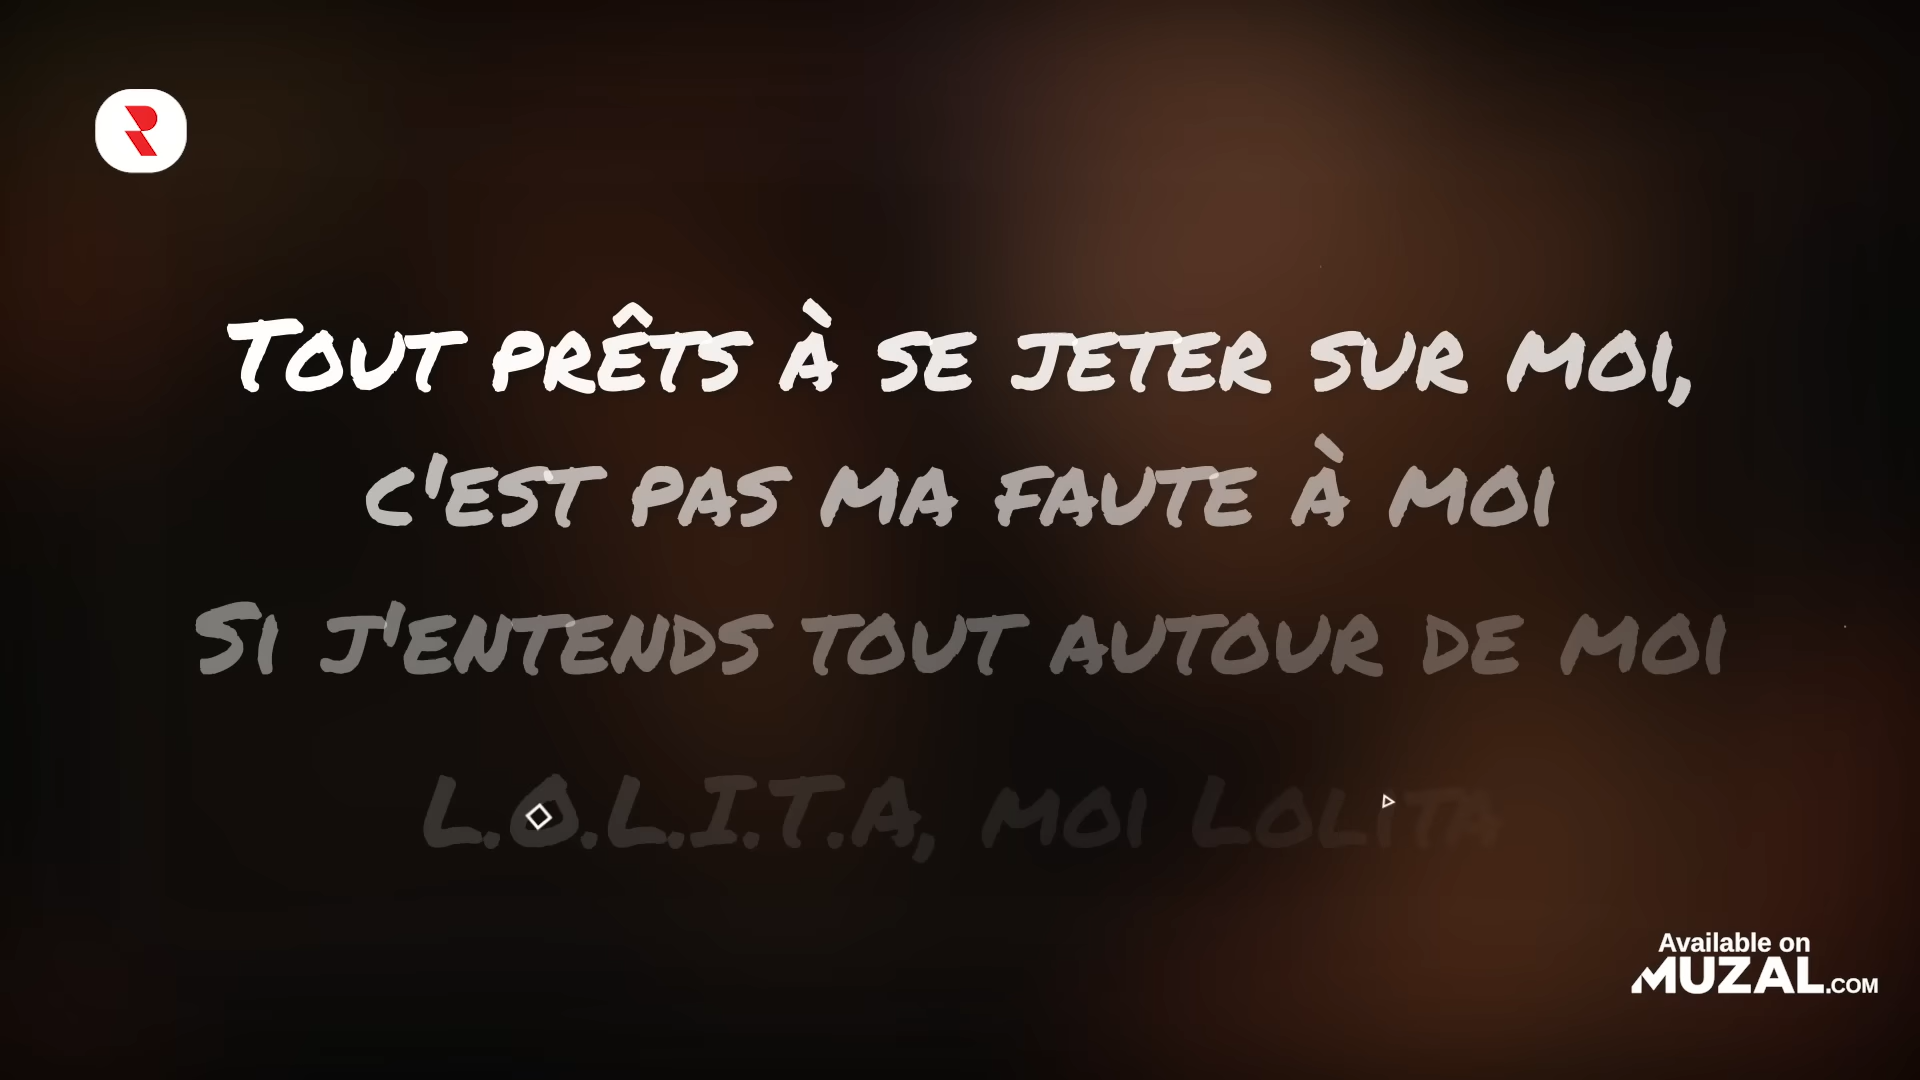 Tout prêts à se jeter sur moi,
c'est pas ma faute à moi
Si j'entends tout autour de moi
L.O.L.I.T.A, moi Lolita
Available on
MUZAL.COM